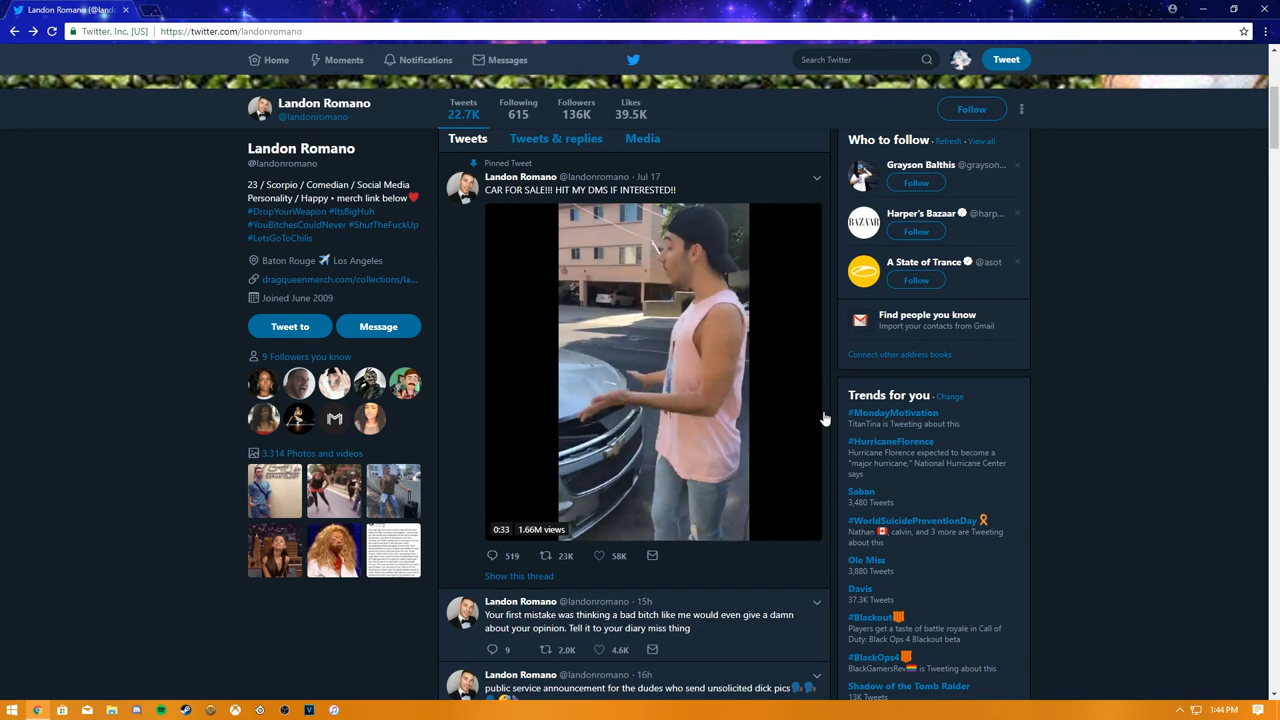 Landon Romano (@land
Twitter, Inc. [US] | https://twitter.com/landonromano
Home
Moments
Notifications
Messages
Search Twitter
Tweet
Landon Romano
@landonromano
Tweets
22.7K
Following
615
Followers
136K
Likes
39.5K
Follow
Landon Romano
@landonromano
23 / Scorpio / Comedian / Social Media
Personality / Happy • merch link below❤️
#DropYourWeapon #ItsBigHuh
#YouBitchesCouldNever #ShutTheFuckUp
#LetsGoToChilis
Baton Rouge ✈️ Los Angeles
dragqueenmerch.com/collections/la...
Joined June 2009
Tweet to
Message
9 Followers you know
3,314 Photos and videos
Tweets
Tweets & replies
Media
Pinned Tweet
Landon Romano @landonromano · Jul 17
CAR FOR SALE!!! HIT MY DMS IF INTERESTED!!
0:33
1.66M views
519
23K
58K
Show this thread
Landon Romano @landonromano · 15h
Your first mistake was thinking a bad bitch like me would even give a damn
about your opinion. Tell it to your diary miss thing
9
2.0K
4.6K
Landon Romano @landonromano · 16h
public service announcement for the dudes who send unsolicited dick pics
Who to follow · Refresh · View all
Grayson Balthis @grayson...
Follow
BAZAAR
Harper's Bazaar @harp...
Follow
A State of Trance @asot
Follow
Find people you know
Import your contacts from Gmail
Connect other address books
Trends for you · Change
#MondayMotivation
TitanTina is Tweeting about this
#HurricaneFlorence
Hurricane Florence expected to become a
"major hurricane," National Hurricane Center
says
Saban
3,480 Tweets
#WorldSuicidePreventionDay
Nathan 🇨🇦, calvin, and 3 more are Tweeting
about this
Ole Miss
3,880 Tweets
Davis
37.3K Tweets
#Blackout
Players get a taste of battle royale in Call of
Duty: Black Ops 4 Blackout beta
#BlackOps4
BlackGamersRev is Tweeting about this
Shadow of the Tomb Raider
13K Tweets
1:44 PM